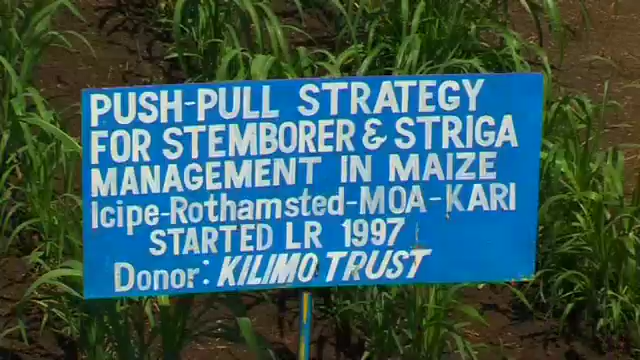 PUSH-PULL STRATEGY
FOR STEMBORER & STRIGA
MANAGEMENT IN MAIZE
Icipe-Rothamsted-MOA-KARI
STARTED LR 1997
Donor: KILIMO TRUST